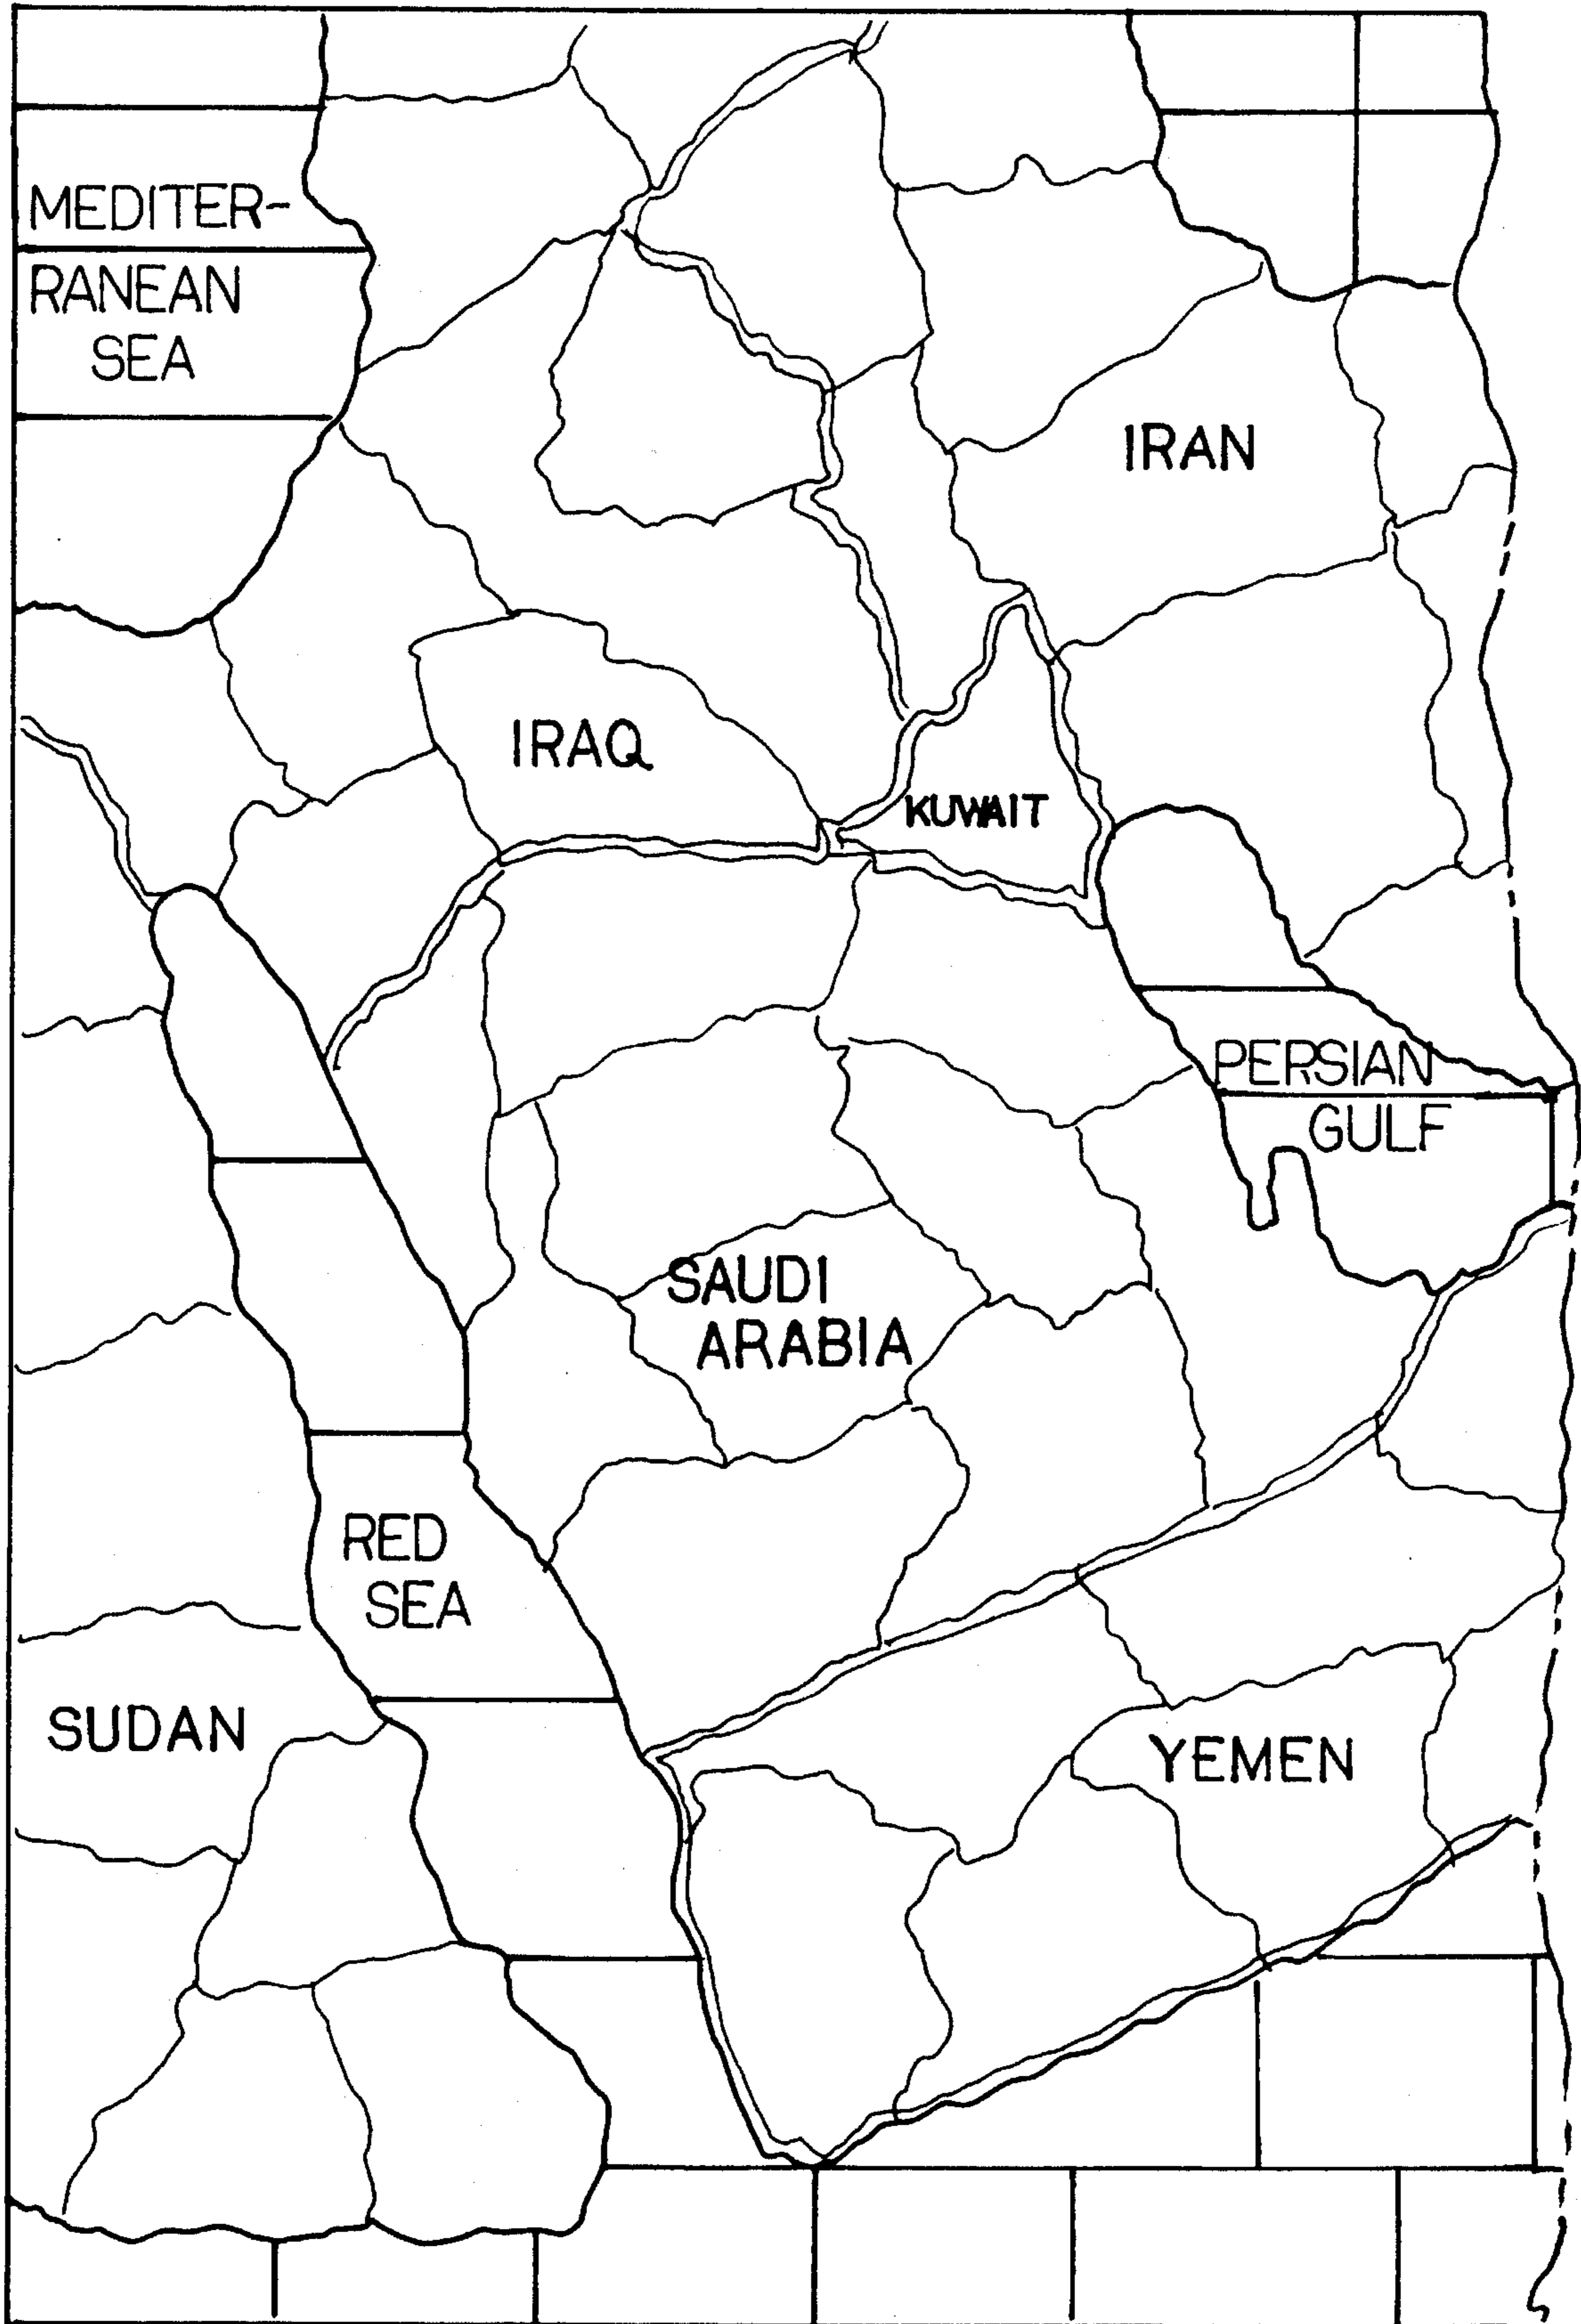 MEDITER-
RANEAN
SEA
IRAN
IRAQ
KUWAIT
PERSIAN
GULF
SAUDI
ARABIA
RED
SEA
SUDAN
YEMEN